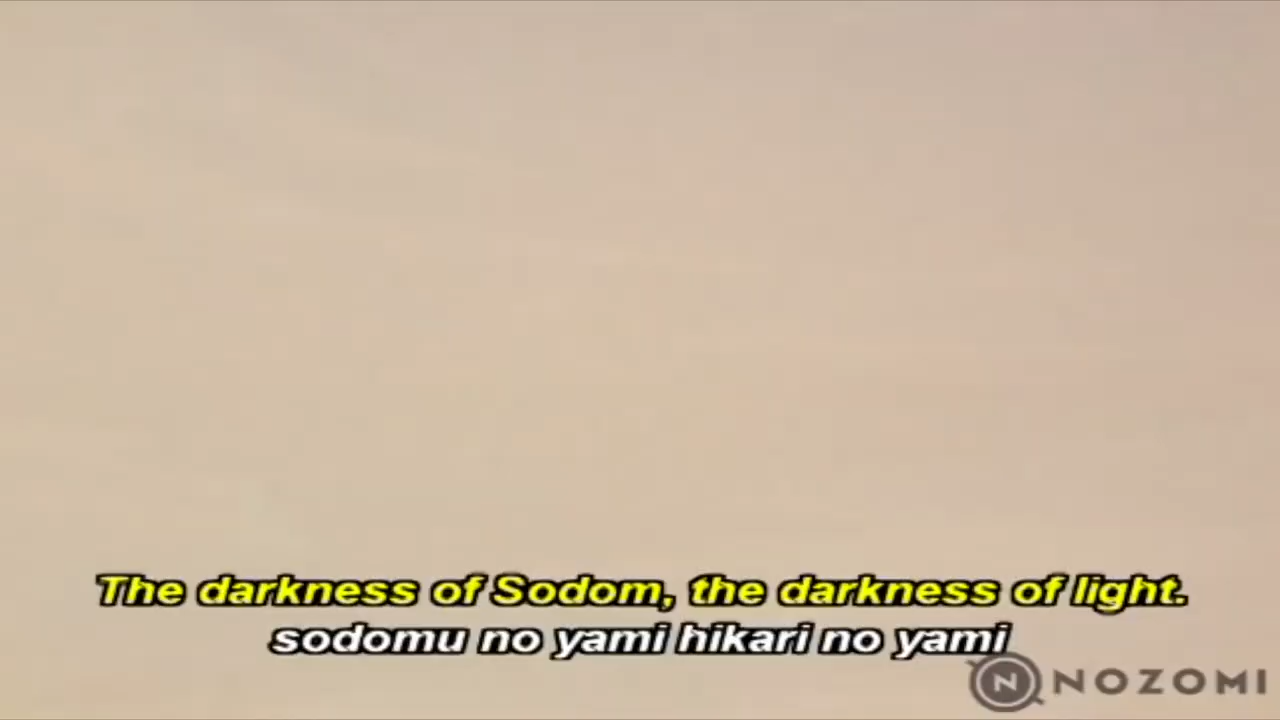 The darkness of Sodom, the darkness of light.
sodomu no yami hikari no yami
N NOZOMI